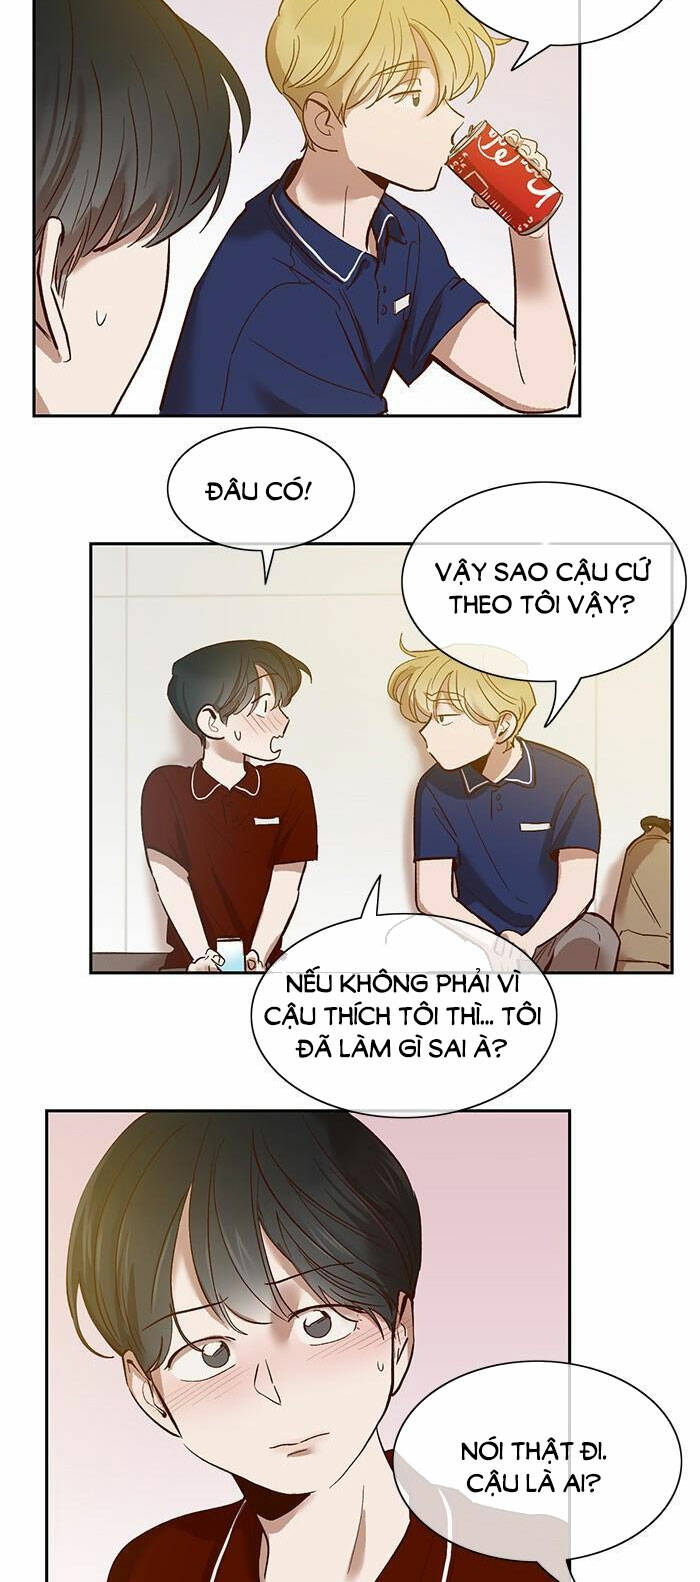 ĐÂU CÓ!
VẬY SAO CẬU CỨ
THEO TÔI VẬY?
NẾU KHÔNG PHẢI VÌ
CẬU THÍCH TÔI THÌ... TÔI
ĐÃ LÀM GÌ SAI À?
NÓI THẬT ĐI.
CẬU LÀ AI?